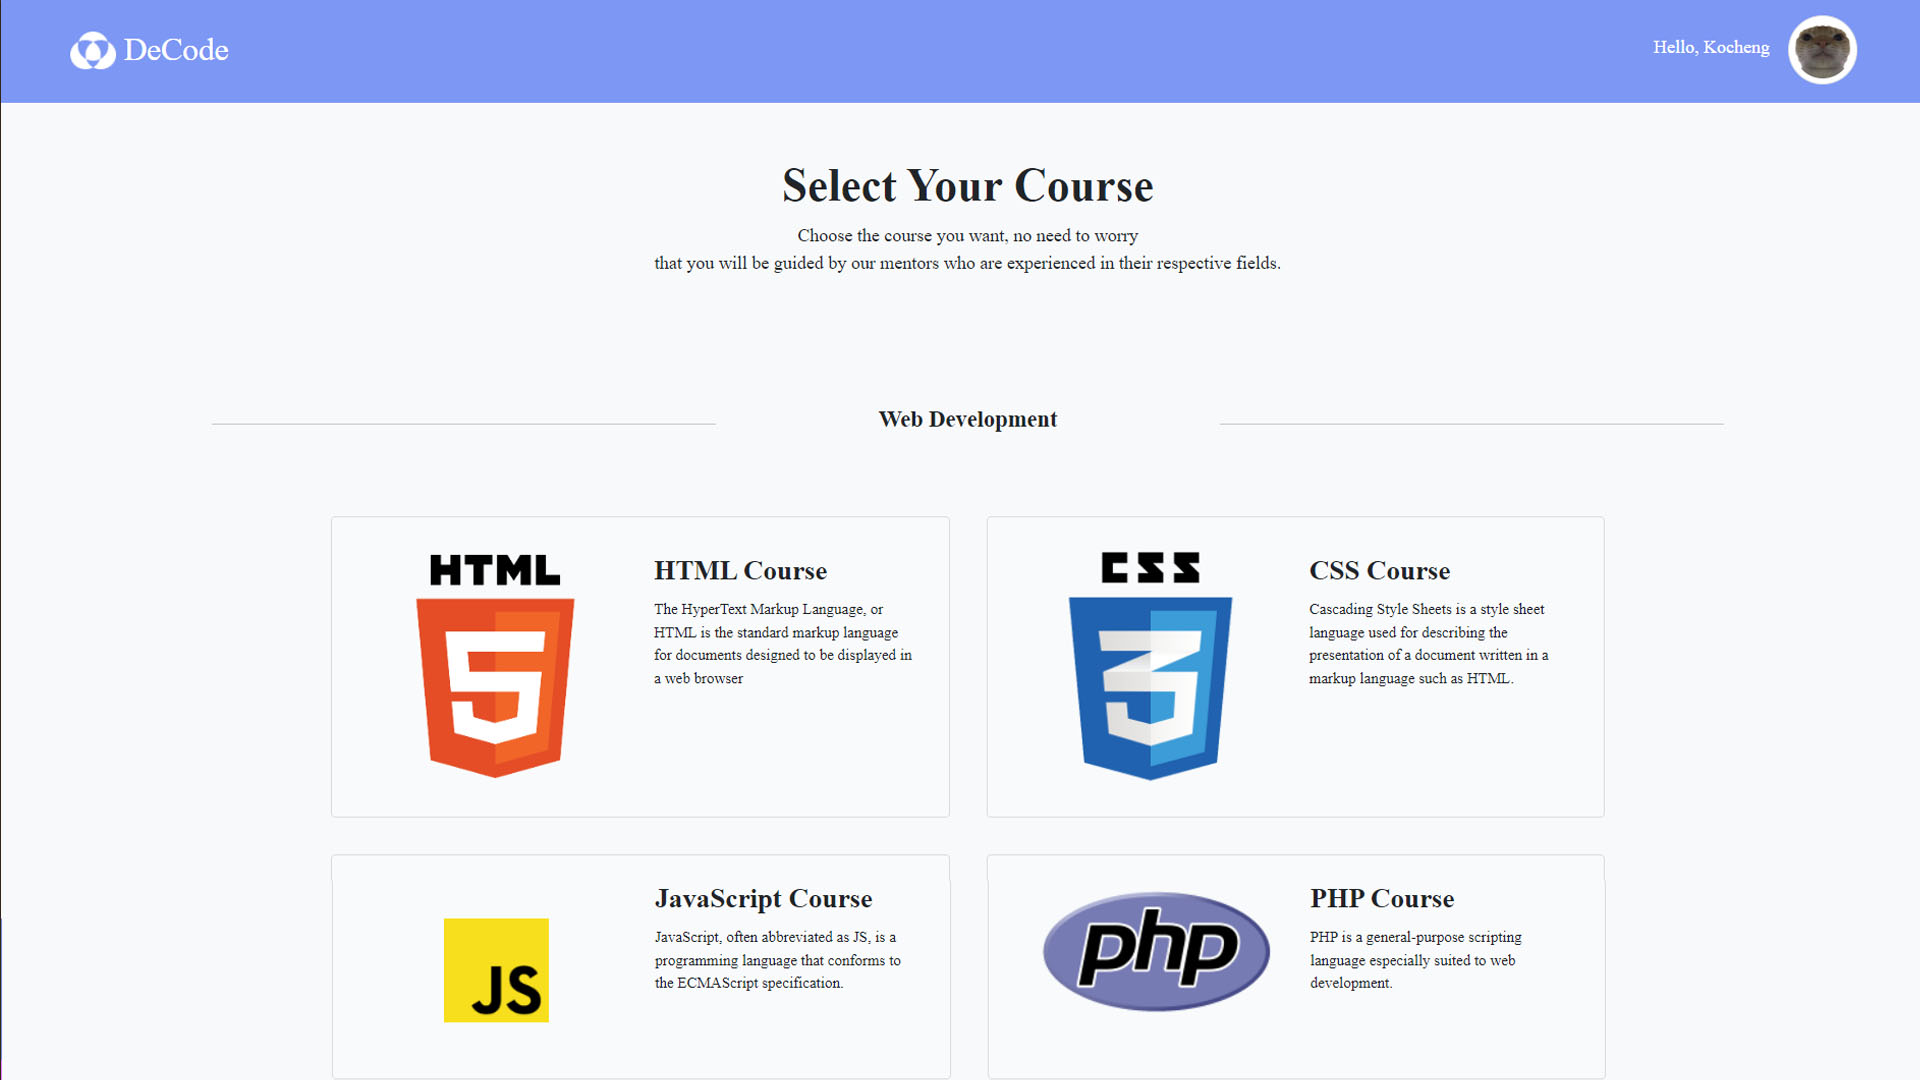 DeCode
Hello, Kocheng
Select Your Course
Choose the course you want, no need to worry
that you will be guided by our mentors who are experienced in their respective fields.
Web Development
HTML
5
HTML Course
The HyperText Markup Language, or
HTML is the standard markup language
for documents designed to be displayed in
a web browser
CSS
3
CSS Course
Cascading Style Sheets is a style sheet
language used for describing the
presentation of a document written in a
markup language such as HTML.
JS
JavaScript Course
JavaScript, often abbreviated as JS, is a
programming language that conforms to
the ECMAScript specification.
php
PHP Course
PHP is a general-purpose scripting
language especially suited to web
development.